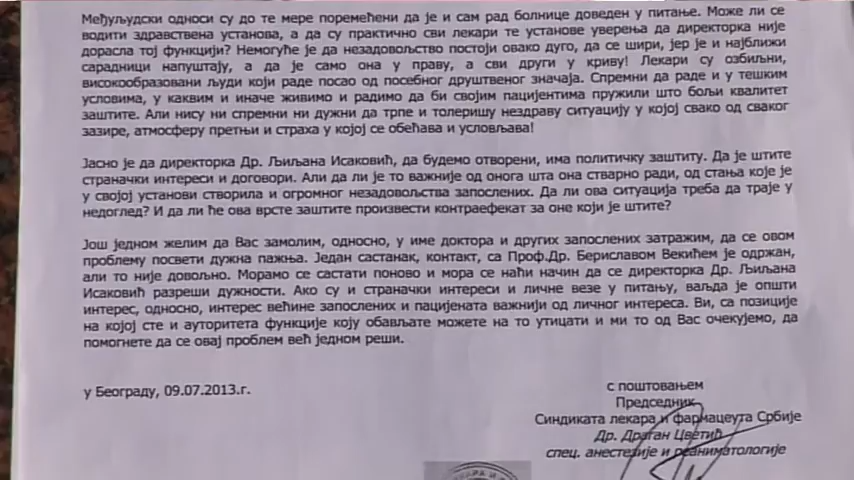 Међуљудски односи су до те мере поремећени да је и сам рад болнице доведен у питање. Може ли се
водити здравствена установа, а да су практично сви лекари те установе уверења да директорка није
дорасла тој функцији? Немогуће је да незадовољство постоји овако дуго, да се шири, јер је и најближи
сарадници напуштају, а да је само она у праву, а сви други у криву! Лекари су озбиљни,
високообразовани људи који раде посао од посебног друштвеног значаја. Спремни да раде и у тешким
условима, у каквим и иначе живимо и радимо да би својим пацијентима пружили што бољи квалитет
заштите. Али нису ни спремни ни дужни да трпе и толеришу нездраву ситуацију у којој свако од сваког
зазире, атмосферу претњи и страха у којој се обећава и условљава!
Јасно је да директорка Др. Љиљана Исаковић, да будемо отворени, има политичку заштиту. Да је штите
страначки интереси и договори. Али да ли је то важније од онога шта она стварно ради, од стања које је
у својој установи створила и огромног незадовољства запослених. Да ли ова ситуација треба да траје у
недоглед? И да ли ће ова врсте заштите произвести контраефекат за оне који је штите?
Још једном желим да Вас замолим, односно, у име доктора и других запослених затражим, да се овом
проблему посвети дужна пажња. Један састанак, контакт, са Проф.Др. Бериславом Векићем је одржан,
али то није довољно. Морамо се састати поново и мора се наћи начин да се директорка Др. Љиљана
Исаковић разреши дужности. Ако су и страначки интереси и личне везе у питању, ваљда је општи
интерес, односно, интерес већине запослених и пацијената важнији од личног интереса. Ви, са позиције
на којој сте и ауторитета функције коју обављате можете на то утицати и ми то од Вас очекујемо, да
помогнете да се овај проблем већ једном реши.
у Београду, 09.07.2013.г.
с поштовањем
Председник
Синдиката лекара и фармацеута Србије
Др. Драган Цветић
спец. анестезије и реаниматологије